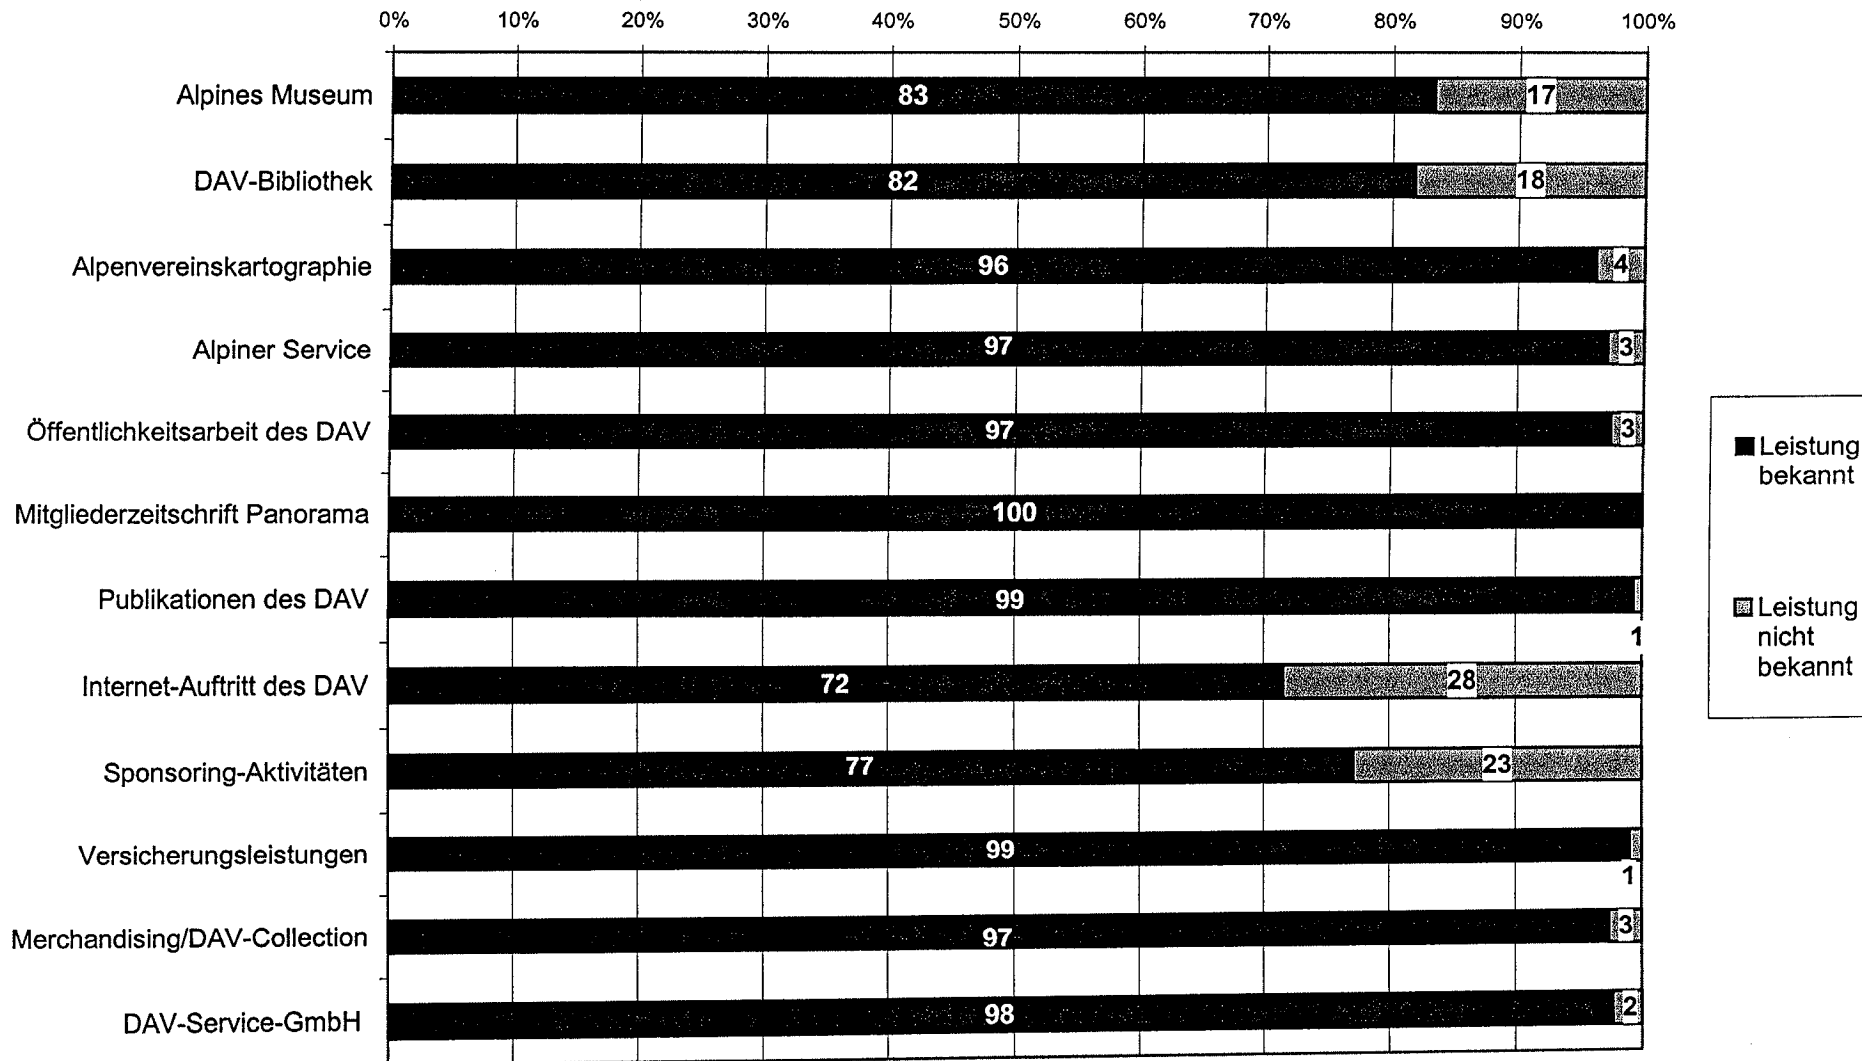 0% 10% 20% 30% 40% 50% 60% 70% 80% 90% 100%
Alpines Museum 83 17
DAV-Bibliothek 82 18
Alpenvereinskartographie 96 4
Alpiner Service 97 3
Öffentlichkeitsarbeit des DAV 97 3
Mitgliederzeitschrift Panorama 100
Publikationen des DAV 99
1
Internet-Auftritt des DAV 72 28
Sponsoring-Aktivitäten 77 23
Versicherungsleistungen 99
1
Merchandising/DAV-Collection 97 3
DAV-Service-GmbH 98 2
Leistung
bekannt
Leistung
nicht
bekannt